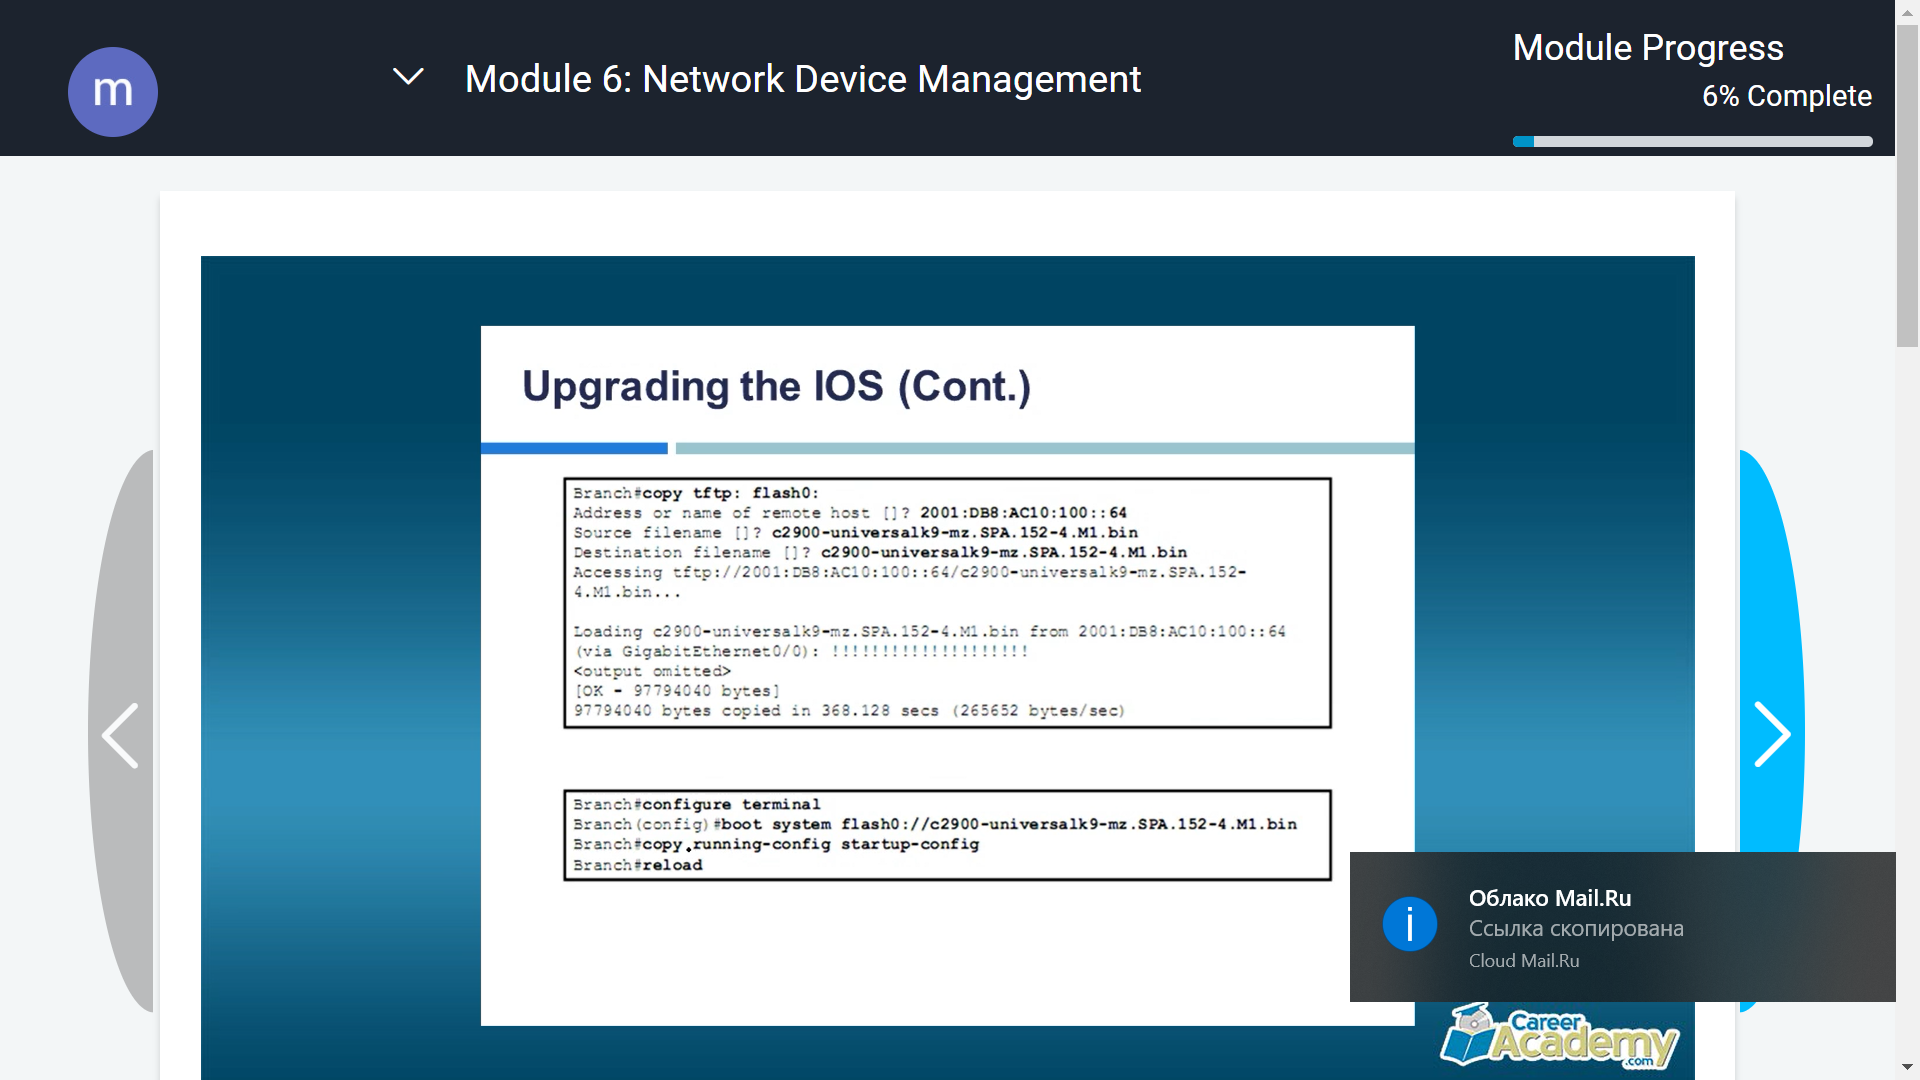 m
Module 6: Network Device Management
Module Progress
6% Complete
Upgrading the IOS (Cont.)
Branch#copy tftp: flash0:
Address or name of remote host []? 2001:DB8:AC10:100::64
Source filename []? c2900-universalk9-mz.SPA.152-4.M1.bin
Destination filename []? c2900-universalk9-mz.SPA.152-4.M1.bin
Accessing tftp://2001:DB8:AC10:100::64/c2900-universalk9-mz.SPA.152-
4.M1.bin...
Loading c2900-universalk9-mz.SPA.152-4.M1.bin from 2001:DB8:AC10:100::64
(via GigabitEthernet0/0): !!!!!!!!!!!!!!!!!!!!
<output omitted>
[OK - 97794040 bytes]
97794040 bytes copied in 368.128 secs (265652 bytes/sec)
Branch#configure terminal
Branch(config)#boot system flash0://c2900-universalk9-mz.SPA.152-4.M1.bin
Branch#copy running-config startup-config
Branch#reload
Облако Mail.Ru
Ссылка скопирована
Cloud Mail.Ru
Career
Academy
.com